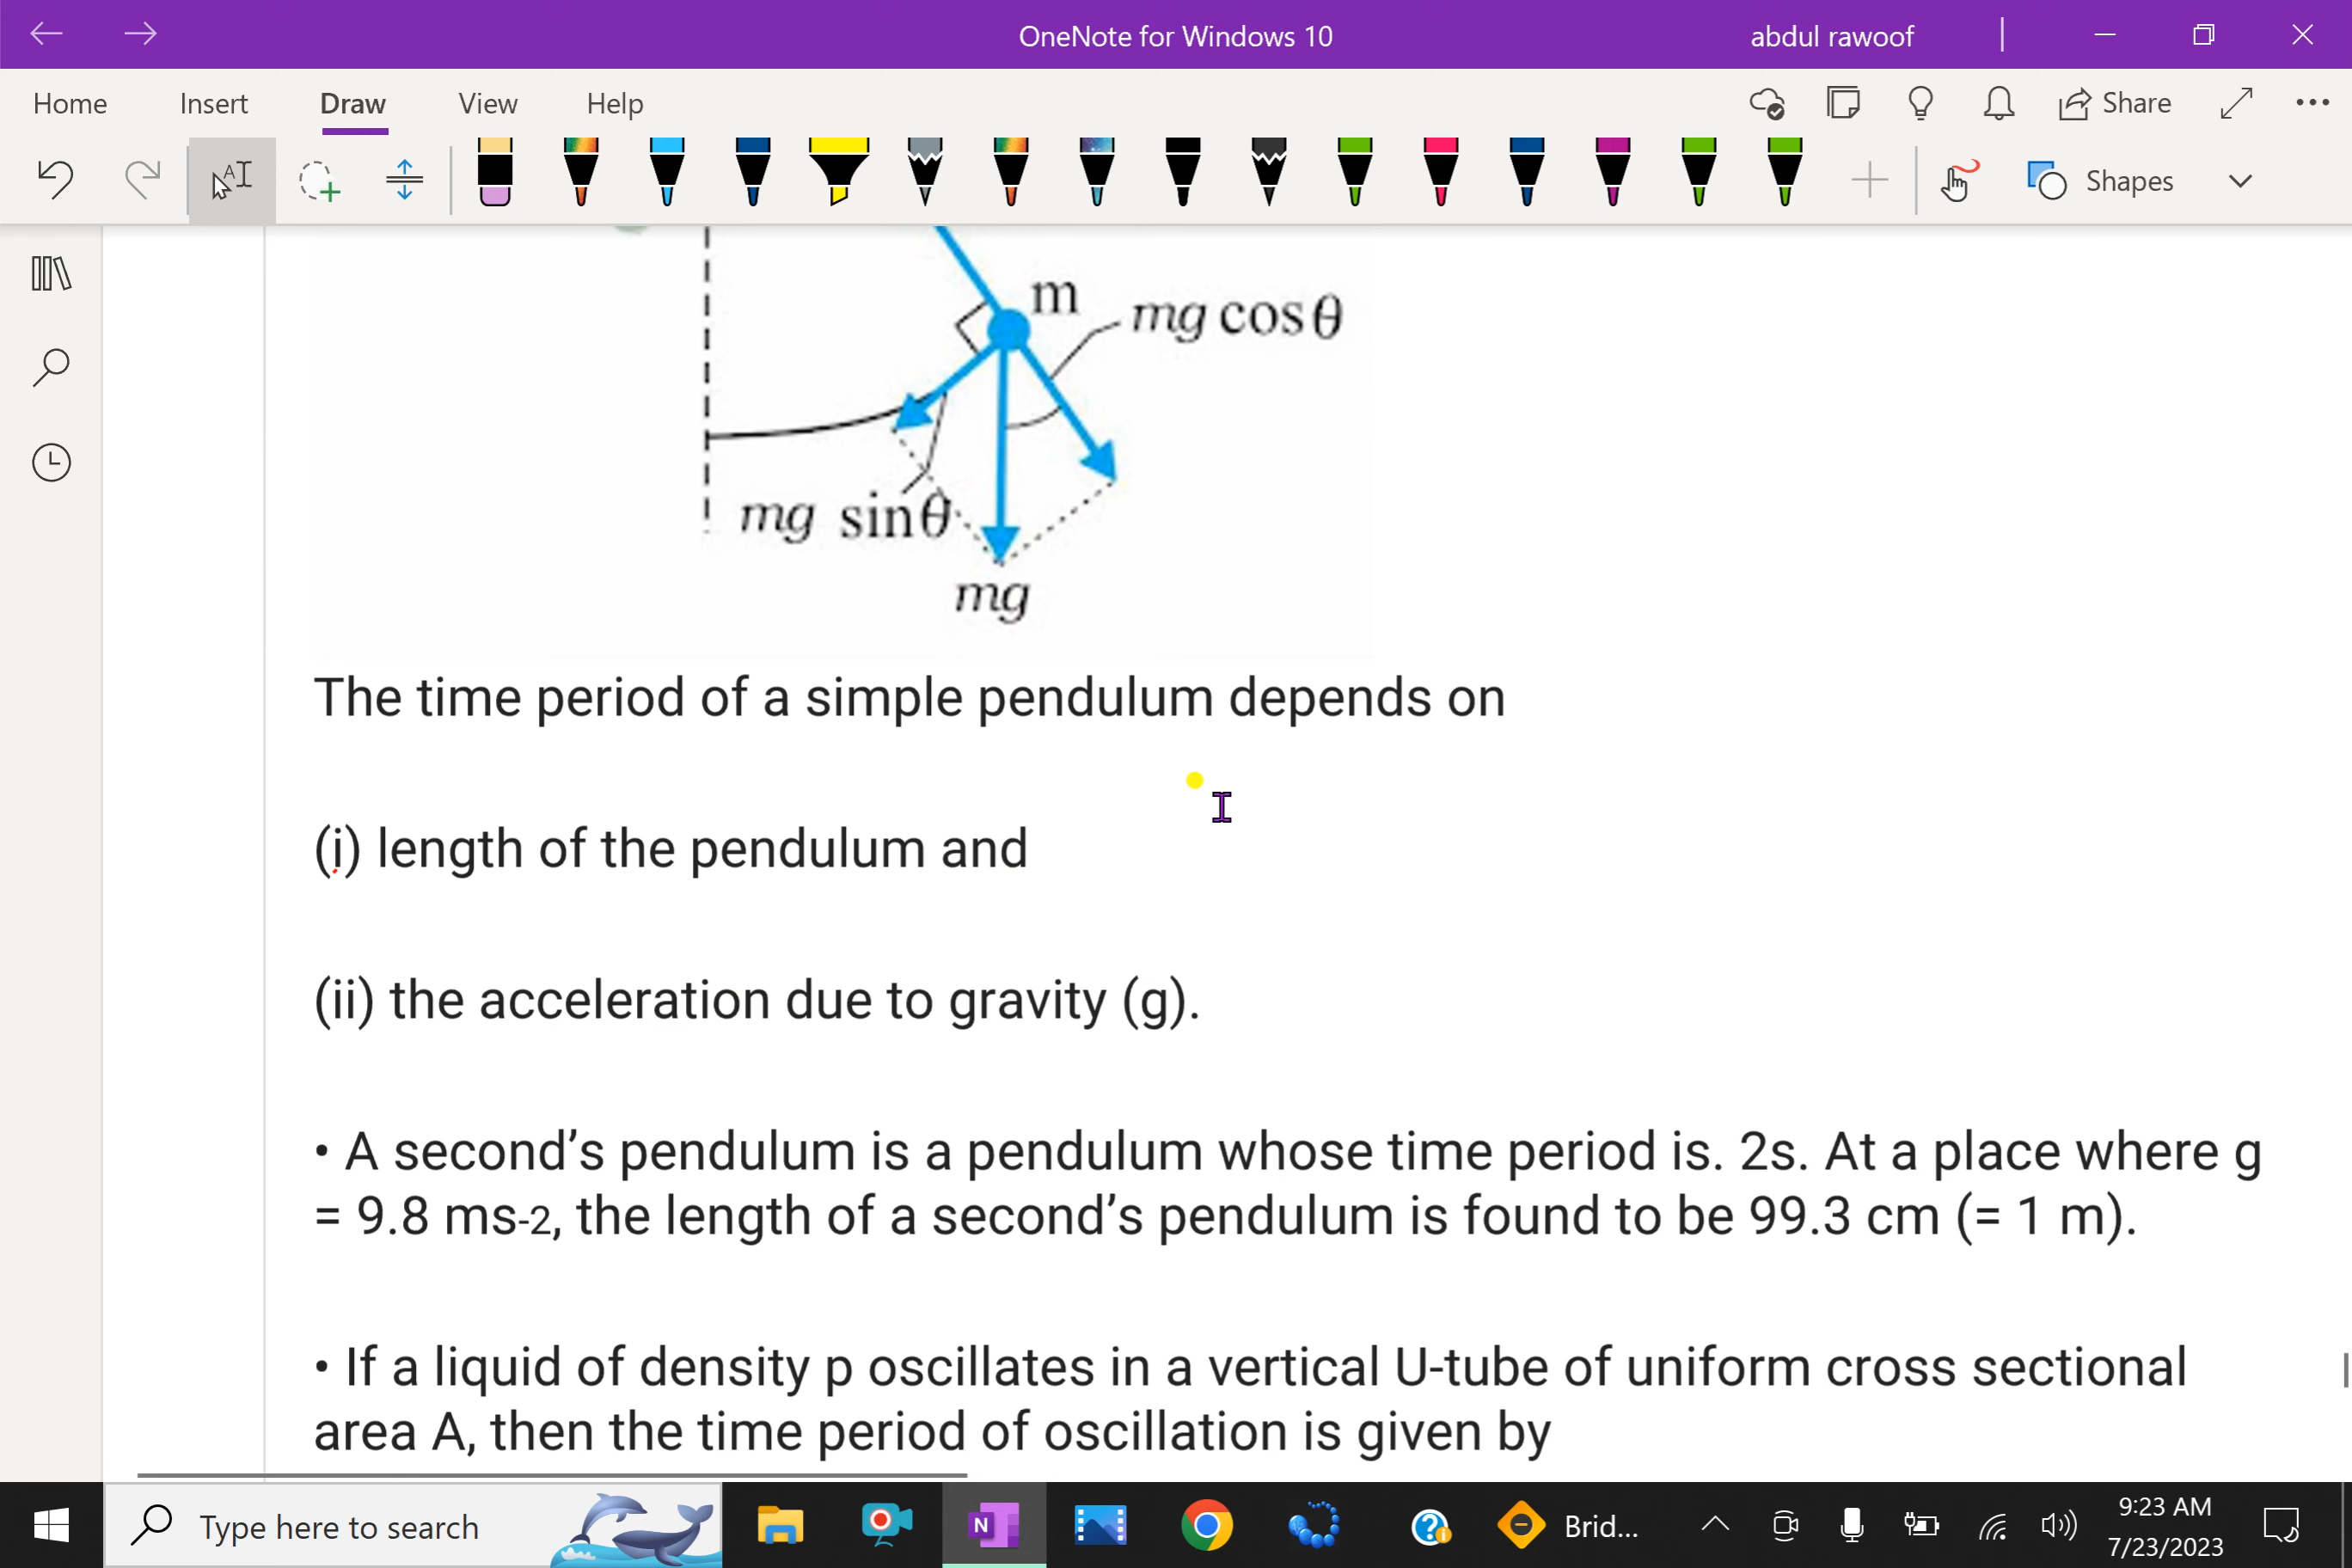 OneNote for Windows 10
abdul rawoof
Home Insert Draw View Help
Share
Shapes
m
mg cosθ
mg sinθ
mg
The time period of a simple pendulum depends on
(i) length of the pendulum and
(ii) the acceleration due to gravity (g).
• A second’s pendulum is a pendulum whose time period is. 2s. At a place where g
= 9.8 ms-2, the length of a second’s pendulum is found to be 99.3 cm (= 1 m).
• If a liquid of density p oscillates in a vertical U-tube of uniform cross sectional
area A, then the time period of oscillation is given by
Type here to search
N
Brid...
9:23 AM
7/23/2023